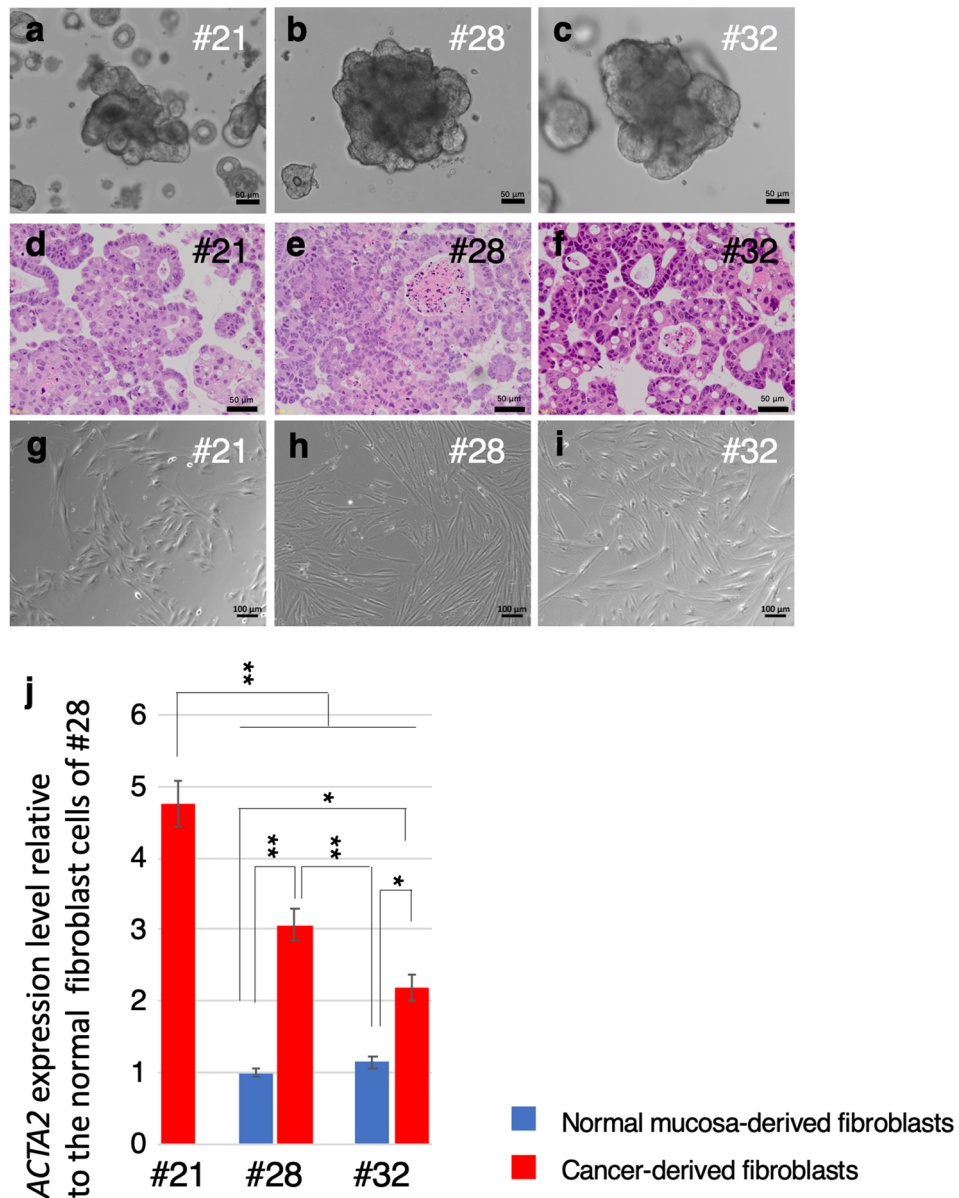 a #21
b #28
c #32
50 µm
50 µm
50 µm
d #21
e #28
f #32
50 µm
50 µm
50 µm
g #21
h #28
i #32
100 µm
100 µm
100 µm
j
ACTA2 expression level relative
to the normal fibroblast cells of #28
**
6
5
*
4
**
**
*
3
2
1
0
#21 #28 #32
Normal mucosa-derived fibroblasts
Cancer-derived fibroblasts